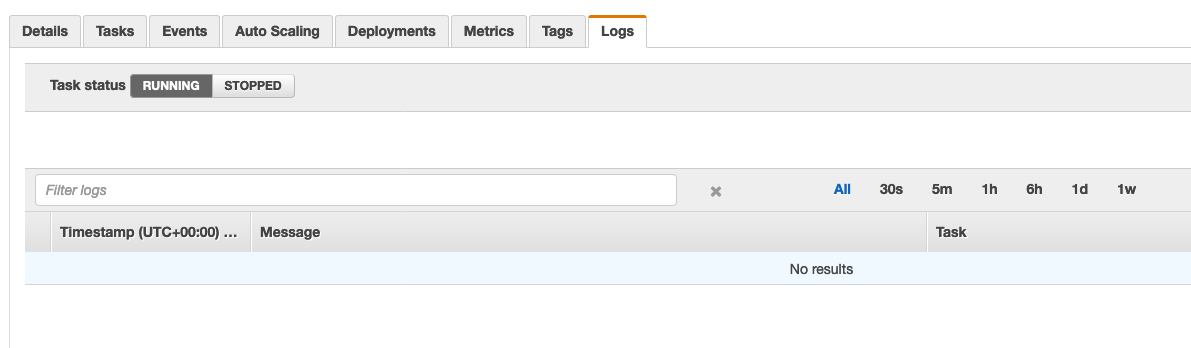 Details Tasks Events Auto Scaling Deployments Metrics Tags Logs
Task status RUNNING STOPPED
Filter logs ✖ All 30s 5m 1h 6h 1d 1w
Timestamp (UTC+00:00) ... Message Task
No results